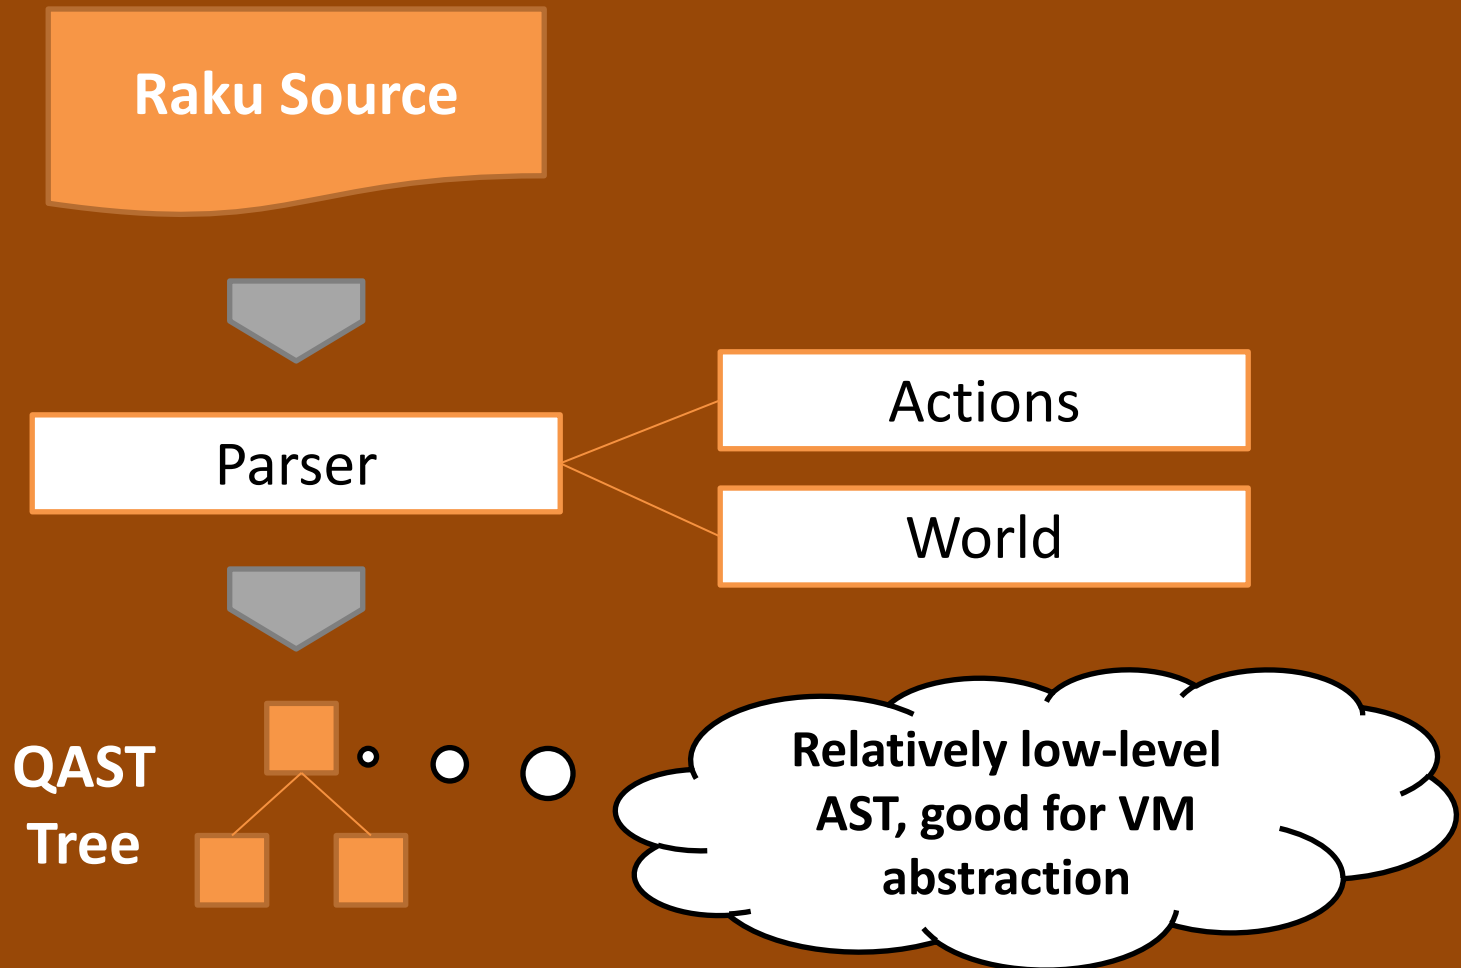 Raku Source
Actions
Parser
World
QAST
Tree
Relatively low-level
AST, good for VM
abstraction